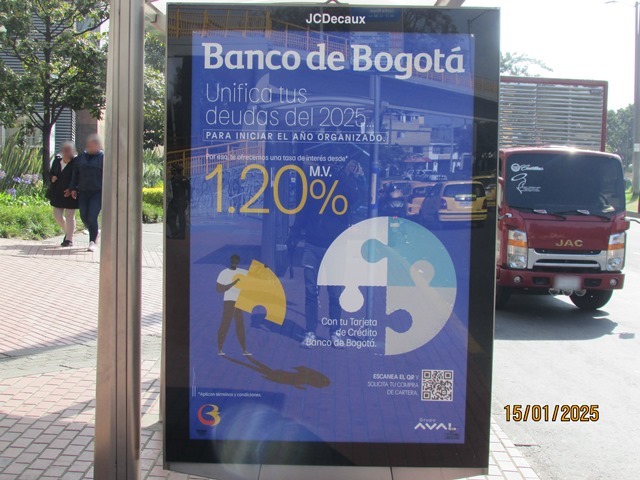 JCDecaux
Banco de Bogotá
Unifica tus
deudas del 2025
PARA INICIAR EL AÑO ORGANIZADO.
Por eso, te ofrecemos una tasa de interés desde*
1.20% M.V.
Con tu Tarjeta
de Crédito
Banco de Bogotá.
ESCANEA EL QR Y
SOLICITA TU COMPRA
DE CARTERA.
*Aplican términos y condiciones.
Grupo
AVAL
JAC
15/01/2025